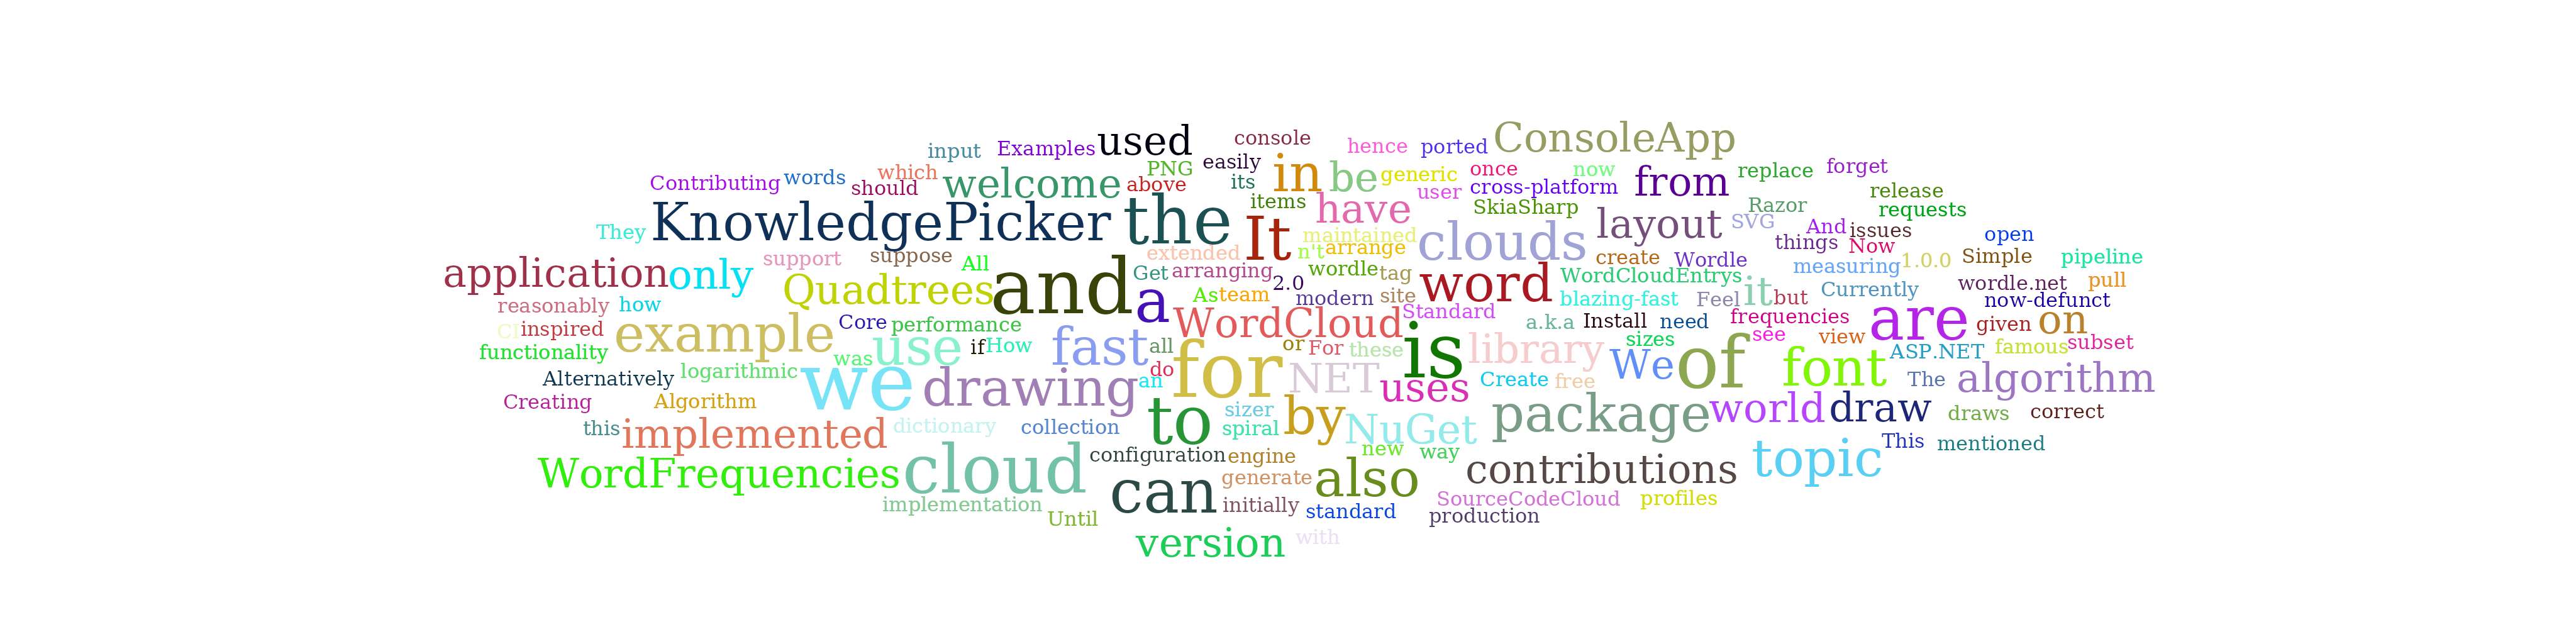 used console hence ported ConsoleApp
input Examples
PNG easily in be generic once now from replace forget
Contributing words which should welcome above its user cross-platform release
items have SkiaSharp Razor requests
They KnowledgePicker the It maintained clouds layout SVG And issues
things Now open
application only support suppose All extended n't arrange create Wordle measuring 1.0.0 Simple pipeline
Get arranging wordle tag word WordCloudEntrys
reasonably how Quadtrees and a As team 2.0 modern site blazing-fast Feel it but Currently wordle.net pull
now-defunct
CI inspired example Core performance WordCloud Standard a.k.a Install need frequencies are given on
functionality was use if How fast all for or For these is library sizes see view ASP.NET famous subset
Alternatively logarithmic we drawing an do NET uses Create free We of font The algorithm
Creating Algorithm sizer by package world draw draws correct
this implemented dictionary collection to spiral NuGet This mentioned
WordFrequencies cloud configuration engine new way contributions topic
can generate also
implementation Until initially standard SourceCodeCloud profiles
production
version with